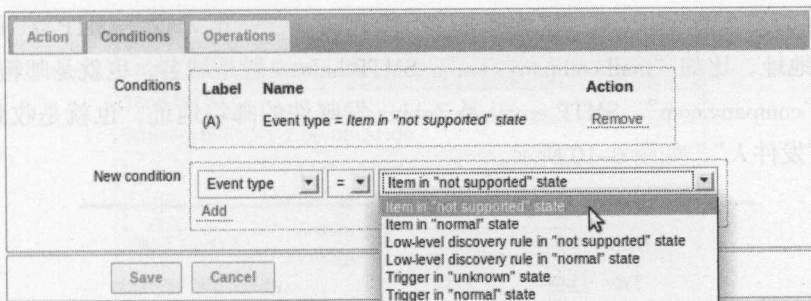 Action Conditions Operations
Conditions Label Name Action
(A) Event type = Item in "not supported" state Remove
New condition Event type = Item in "not supported" state
Add
Item in "not supported" state
Item in "normal" state
Low-level discovery rule in "not supported" state
Low-level discovery rule in "normal" state
Trigger in "unknown" state
Trigger in "normal" state
Save Cancel